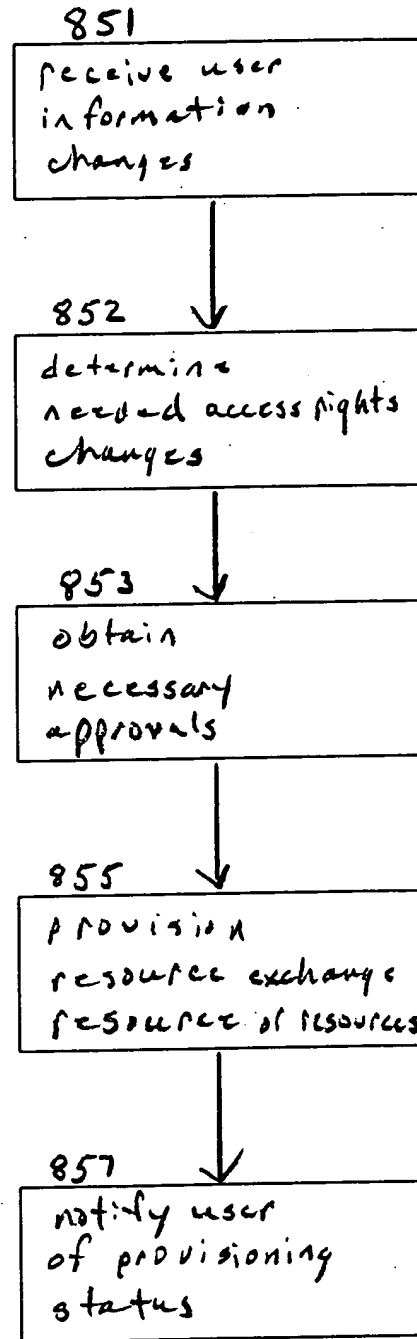 851
receive user
information
changes
852
determine
needed access rights
changes
853
obtain
necessary
approvals
855
provision
resource exchange
resource or resources
857
notify user
of provisioning
status